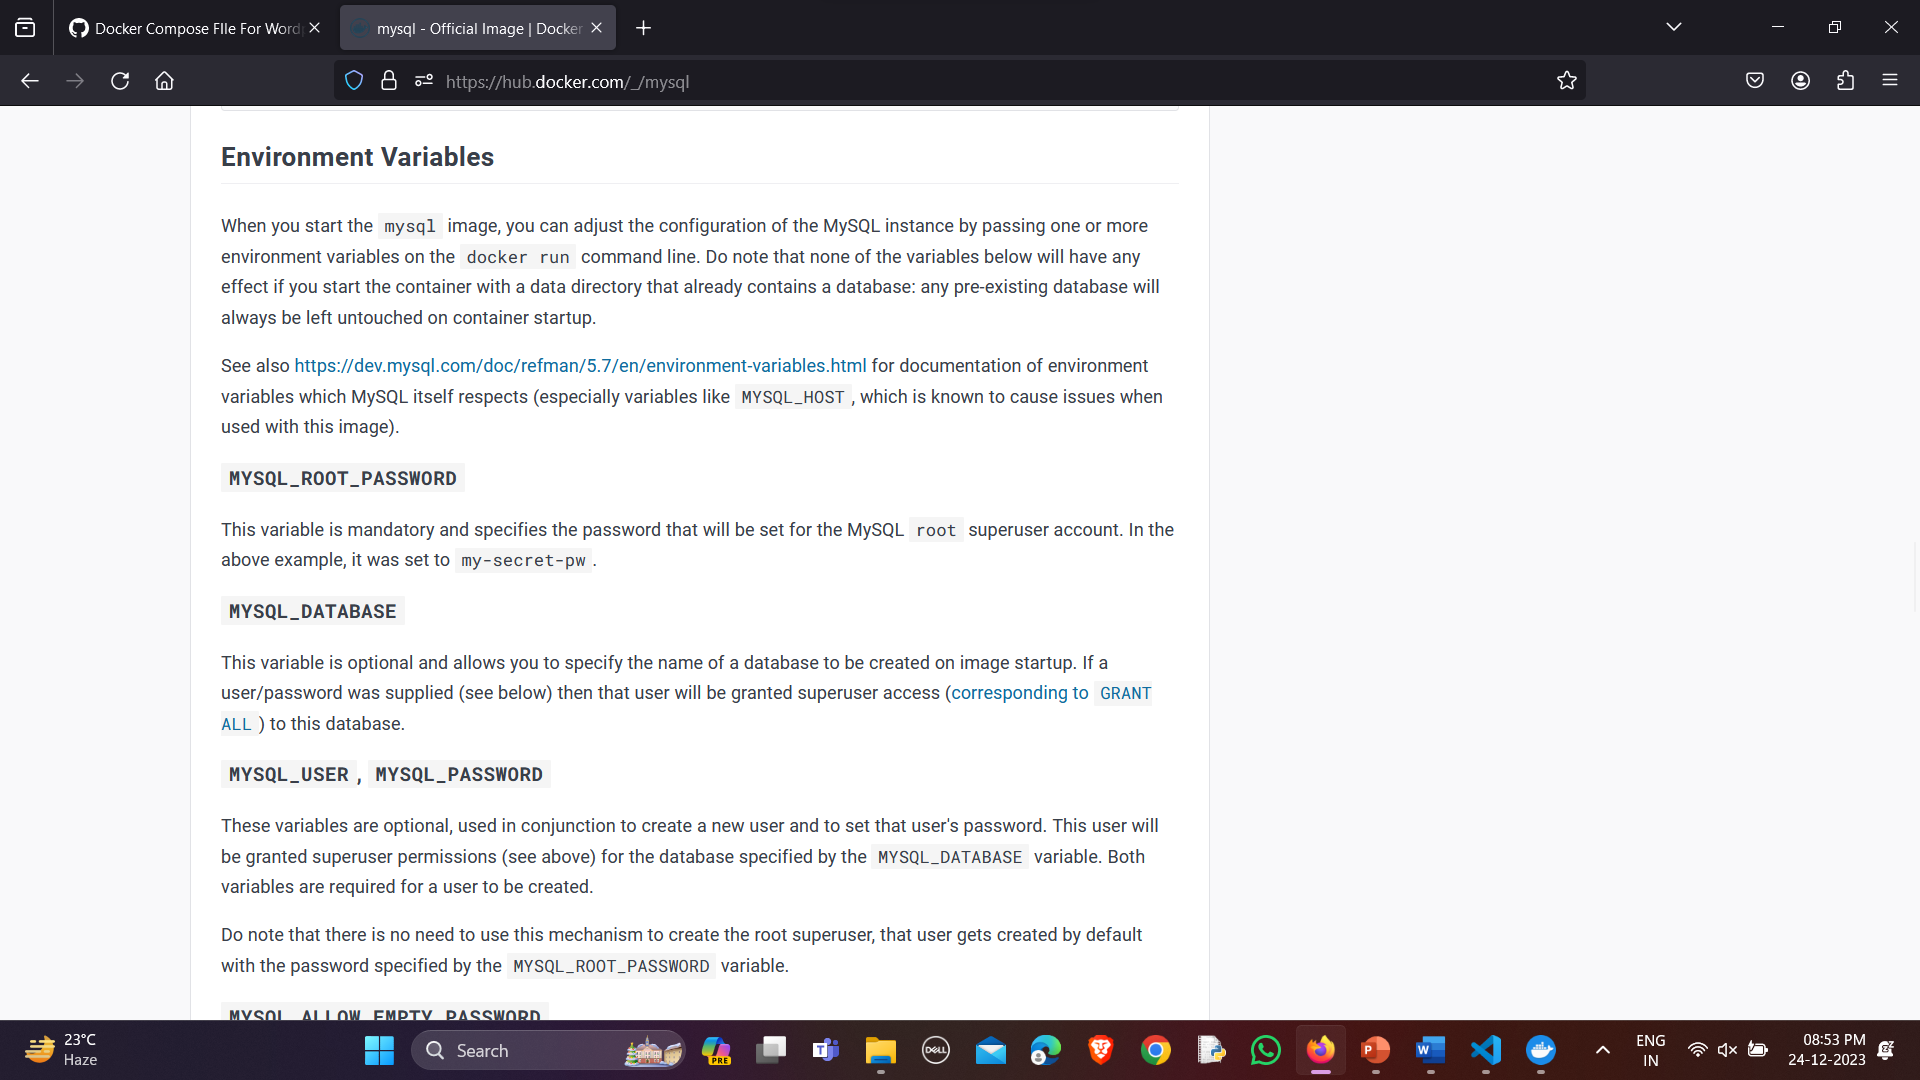 Docker Compose FIle For Word
mysql - Official Image | Docker
https://hub.docker.com/_/mysql
Environment Variables
When you start the mysql image, you can adjust the configuration of the MySQL instance by passing one or more
environment variables on the docker run command line. Do note that none of the variables below will have any
effect if you start the container with a data directory that already contains a database: any pre-existing database will
always be left untouched on container startup.
See also https://dev.mysql.com/doc/refman/5.7/en/environment-variables.html for documentation of environment
variables which MySQL itself respects (especially variables like MYSQL_HOST, which is known to cause issues when
used with this image).
MYSQL_ROOT_PASSWORD
This variable is mandatory and specifies the password that will be set for the MySQL root superuser account. In the
above example, it was set to my-secret-pw.
MYSQL_DATABASE
This variable is optional and allows you to specify the name of a database to be created on image startup. If a
user/password was supplied (see below) then that user will be granted superuser access (corresponding to GRANT
ALL ) to this database.
MYSQL_USER, MYSQL_PASSWORD
These variables are optional, used in conjunction to create a new user and to set that user's password. This user will
be granted superuser permissions (see above) for the database specified by the MYSQL_DATABASE variable. Both
variables are required for a user to be created.
Do note that there is no need to use this mechanism to create the root superuser, that user gets created by default
with the password specified by the MYSQL_ROOT_PASSWORD variable.
MYSQL_ALLOW_EMPTY_PASSWORD
23°C
Haze
Search
PRE
DELL
ENG
IN
08:53 PM
24-12-2023